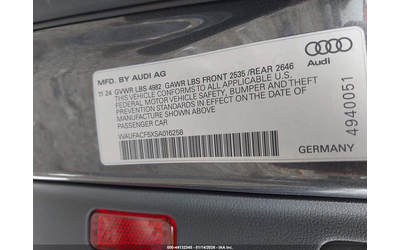 MFD. BY AUDI AG
11 24 GVWR LBS 4982 GAWR LBS FRONT 2535 /REAR 2646
THIS VEHICLE CONFORMS TO ALL APPLICABLE U.S.
FEDERAL MOTOR VEHICLE SAFETY, BUMPER AND THEFT
PREVENTION STANDARDS IN EFFECT ON THE DATE OF
MANUFACTURE SHOWN ABOVE.
PASSENGER CAR
WAUFACF5XSA016258
Audi
4940051
GERMANY